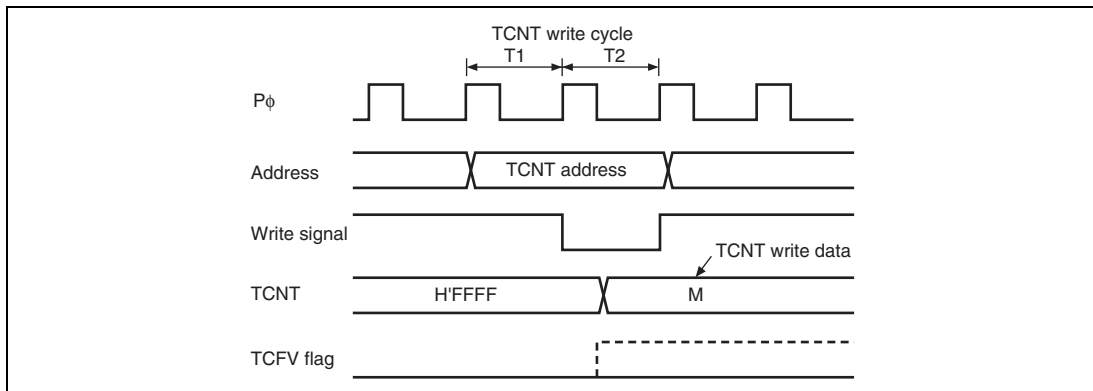 TCNT write cycle
T1 T2
Pφ
Address TCNT address
Write signal
TCNT write data
TCNT H'FFFF M
TCFV flag